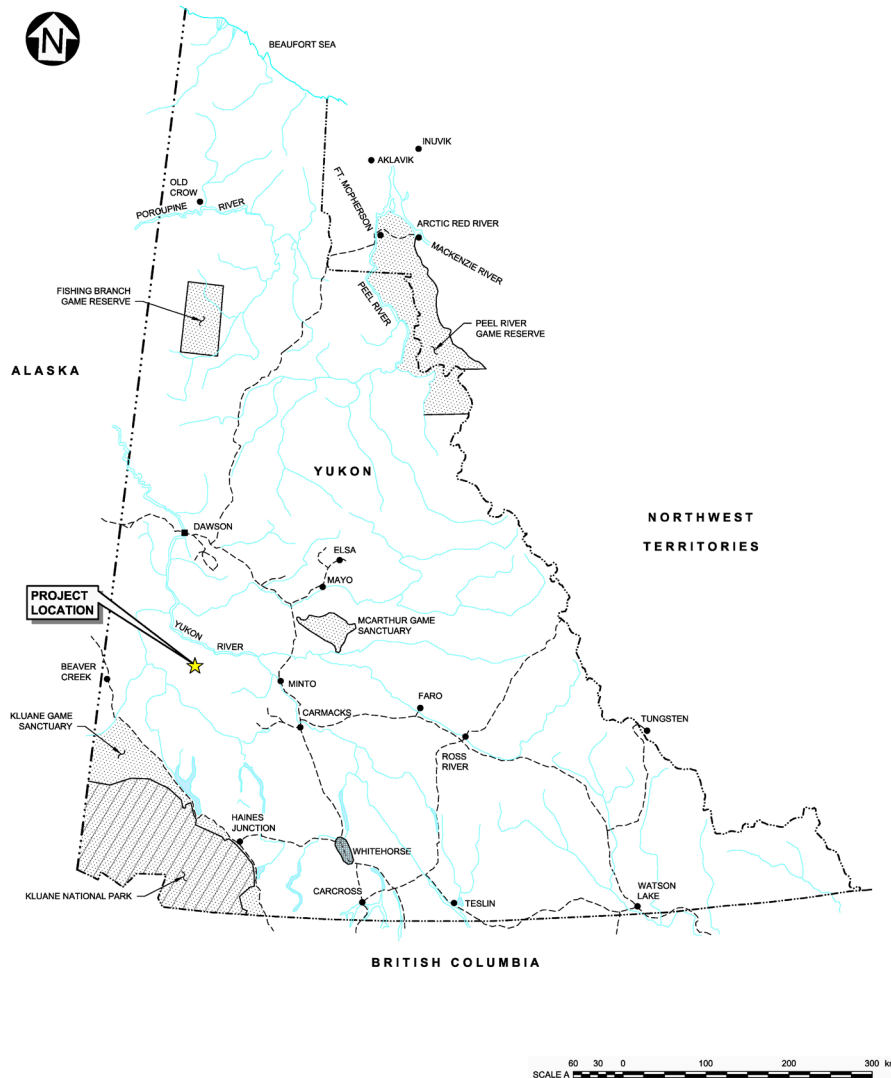 N
BEAUFORT SEA
INUVIK
AKLAVIK
OLD
CROW
POROUPINE RIVER
FT. MCPHERSON
ARCTIC RED RIVER
MACKENZIE RIVER
FISHING BRANCH
GAME RESERVE
PEEL RIVER
PEEL RIVER
GAME RESERVE
ALASKA
YUKON
NORTHWEST
TERRITORIES
DAWSON
ELSA
MAYO
PROJECT
LOCATION
MCARTHUR GAME
SANCTUARY
YUKON
RIVER
BEAVER
CREEK
MINTO
FARO
KLUANE GAME
SANCTUARY
CARMACKS
TUNGSTEN
ROSS
RIVER
HAINES
JUNCTION
WHITEHORSE
KLUANE NATIONAL PARK
CARCROSS
TESLIN
WATSON
LAKE
BRITISH COLUMBIA
60 30 0 100 200 300 km
SCALE A